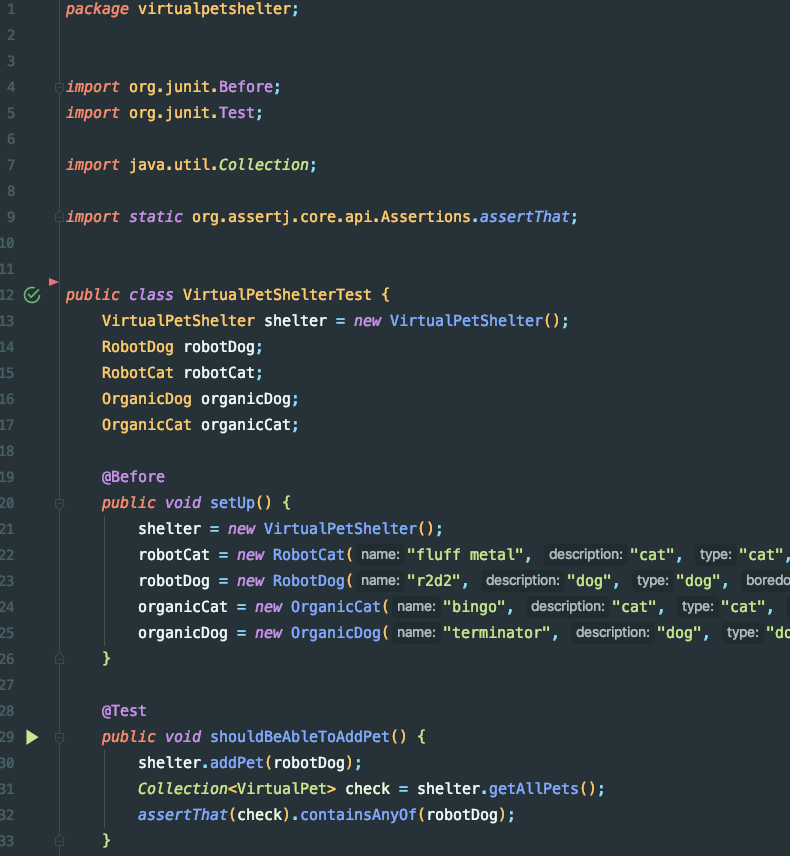 1 package virtualpetshelter;
2
3
4 import org.junit.Before;
5 import org.junit.Test;
6
7 import java.util.Collection;
8
9 import static org.assertj.core.api.Assertions.assertThat;
10
11
12 public class VirtualPetShelterTest {
13 VirtualPetShelter shelter = new VirtualPetShelter();
14 RobotDog robotDog;
15 RobotCat robotCat;
16 OrganicDog organicDog;
17 OrganicCat organicCat;
18
19 @Before
20 public void setUp() {
21 shelter = new VirtualPetShelter();
22 robotCat = new RobotCat( name: "fluff metal", description: "cat", type: "cat",
23 robotDog = new RobotDog( name: "r2d2", description: "dog", type: "dog", boredo
24 organicCat = new OrganicCat( name: "bingo", description: "cat", type: "cat",
25 organicDog = new OrganicDog( name: "terminator", description: "dog", type: "do
26 }
27
28 @Test
29 public void shouldBeAbleToAddPet() {
30 shelter.addPet(robotDog);
31 Collection<VirtualPet> check = shelter.getAllPets();
32 assertThat(check).containsAnyOf(robotDog);
33 }